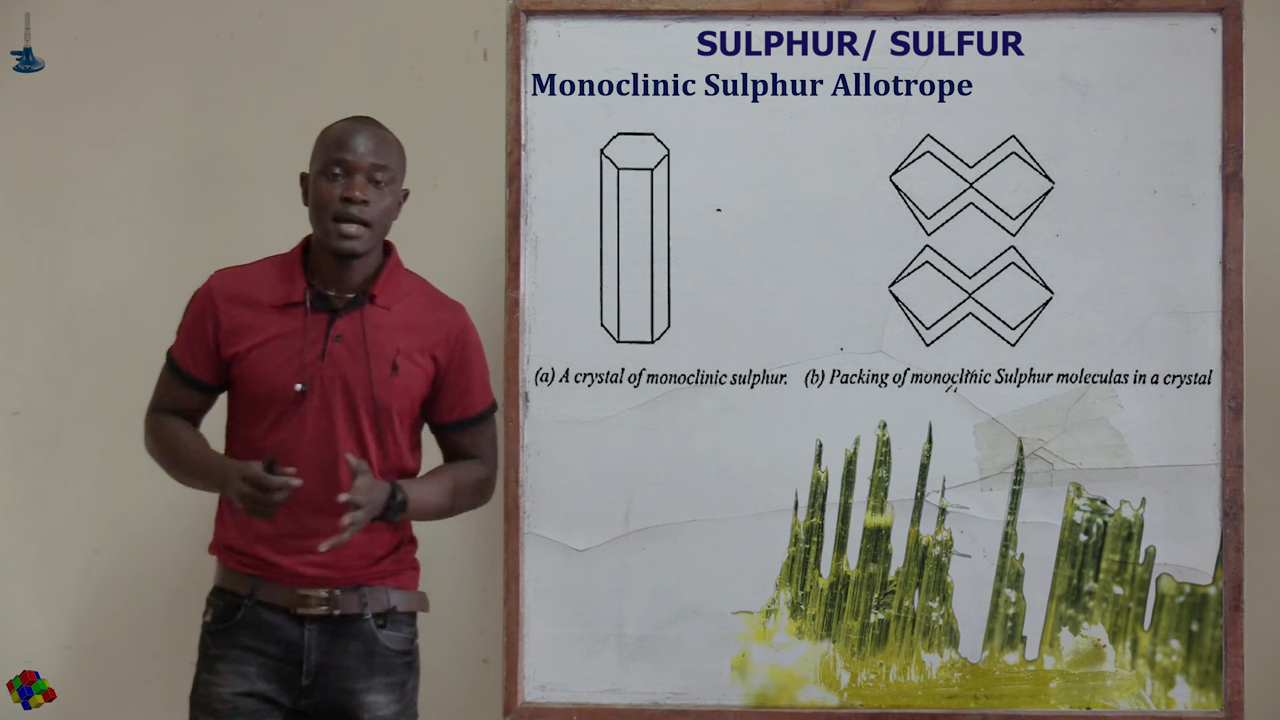 SULPHUR/ SULFUR
Monoclinic Sulphur Allotrope
(a) A crystal of monoclinic sulphur. (b) Packing of monoclinic Sulphur moleculas in a crystal